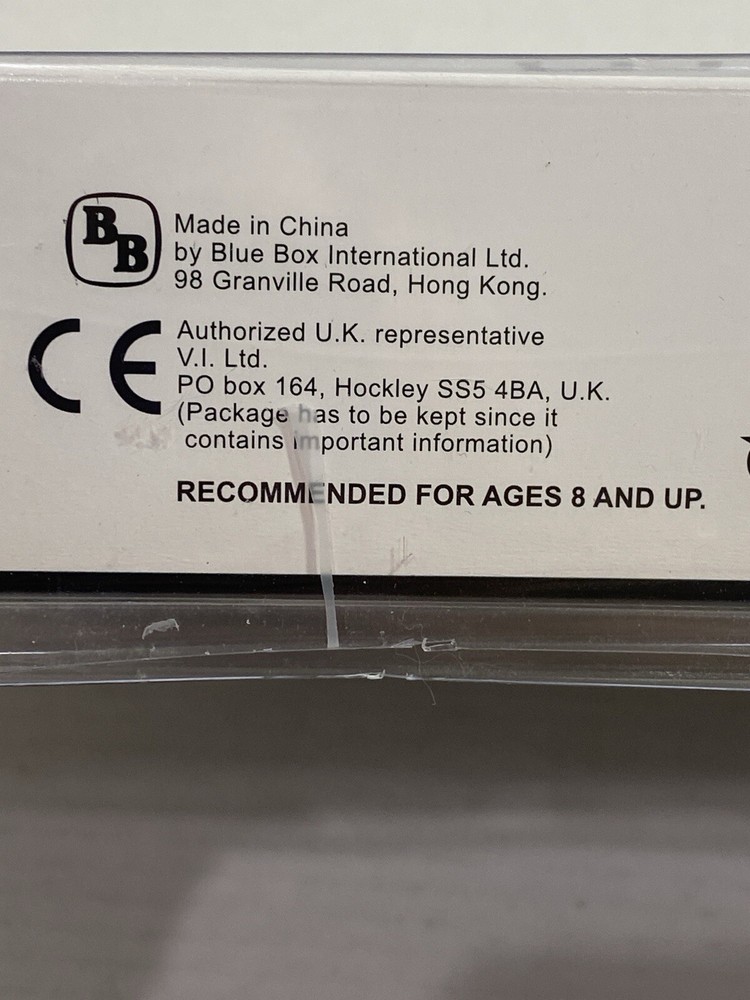 BB
Made in China
by Blue Box International Ltd.
98 Granville Road, Hong Kong.
CE
Authorized U.K. representative
V.I. Ltd.
PO box 164, Hockley SS5 4BA, U.K.
(Package has to be kept since it
contains important information)
RECOMMENDED FOR AGES 8 AND UP.